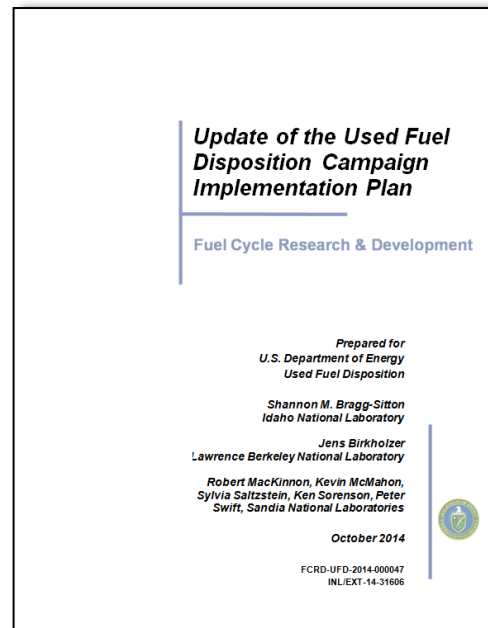 Update of the Used Fuel
Disposition Campaign
Implementation Plan
Fuel Cycle Research & Development
Prepared for
U.S. Department of Energy
Used Fuel Disposition
Shannon M. Bragg-Sitton
Idaho National Laboratory
Jens Birkholzer
Lawrence Berkeley National Laboratory
Robert MacKinnon, Kevin McMahon,
Sylvia Saltzstein, Ken Sorenson, Peter
Swift, Sandia National Laboratories
October 2014
FCRD-UFD-2014-000047
INL/EXT-14-31606